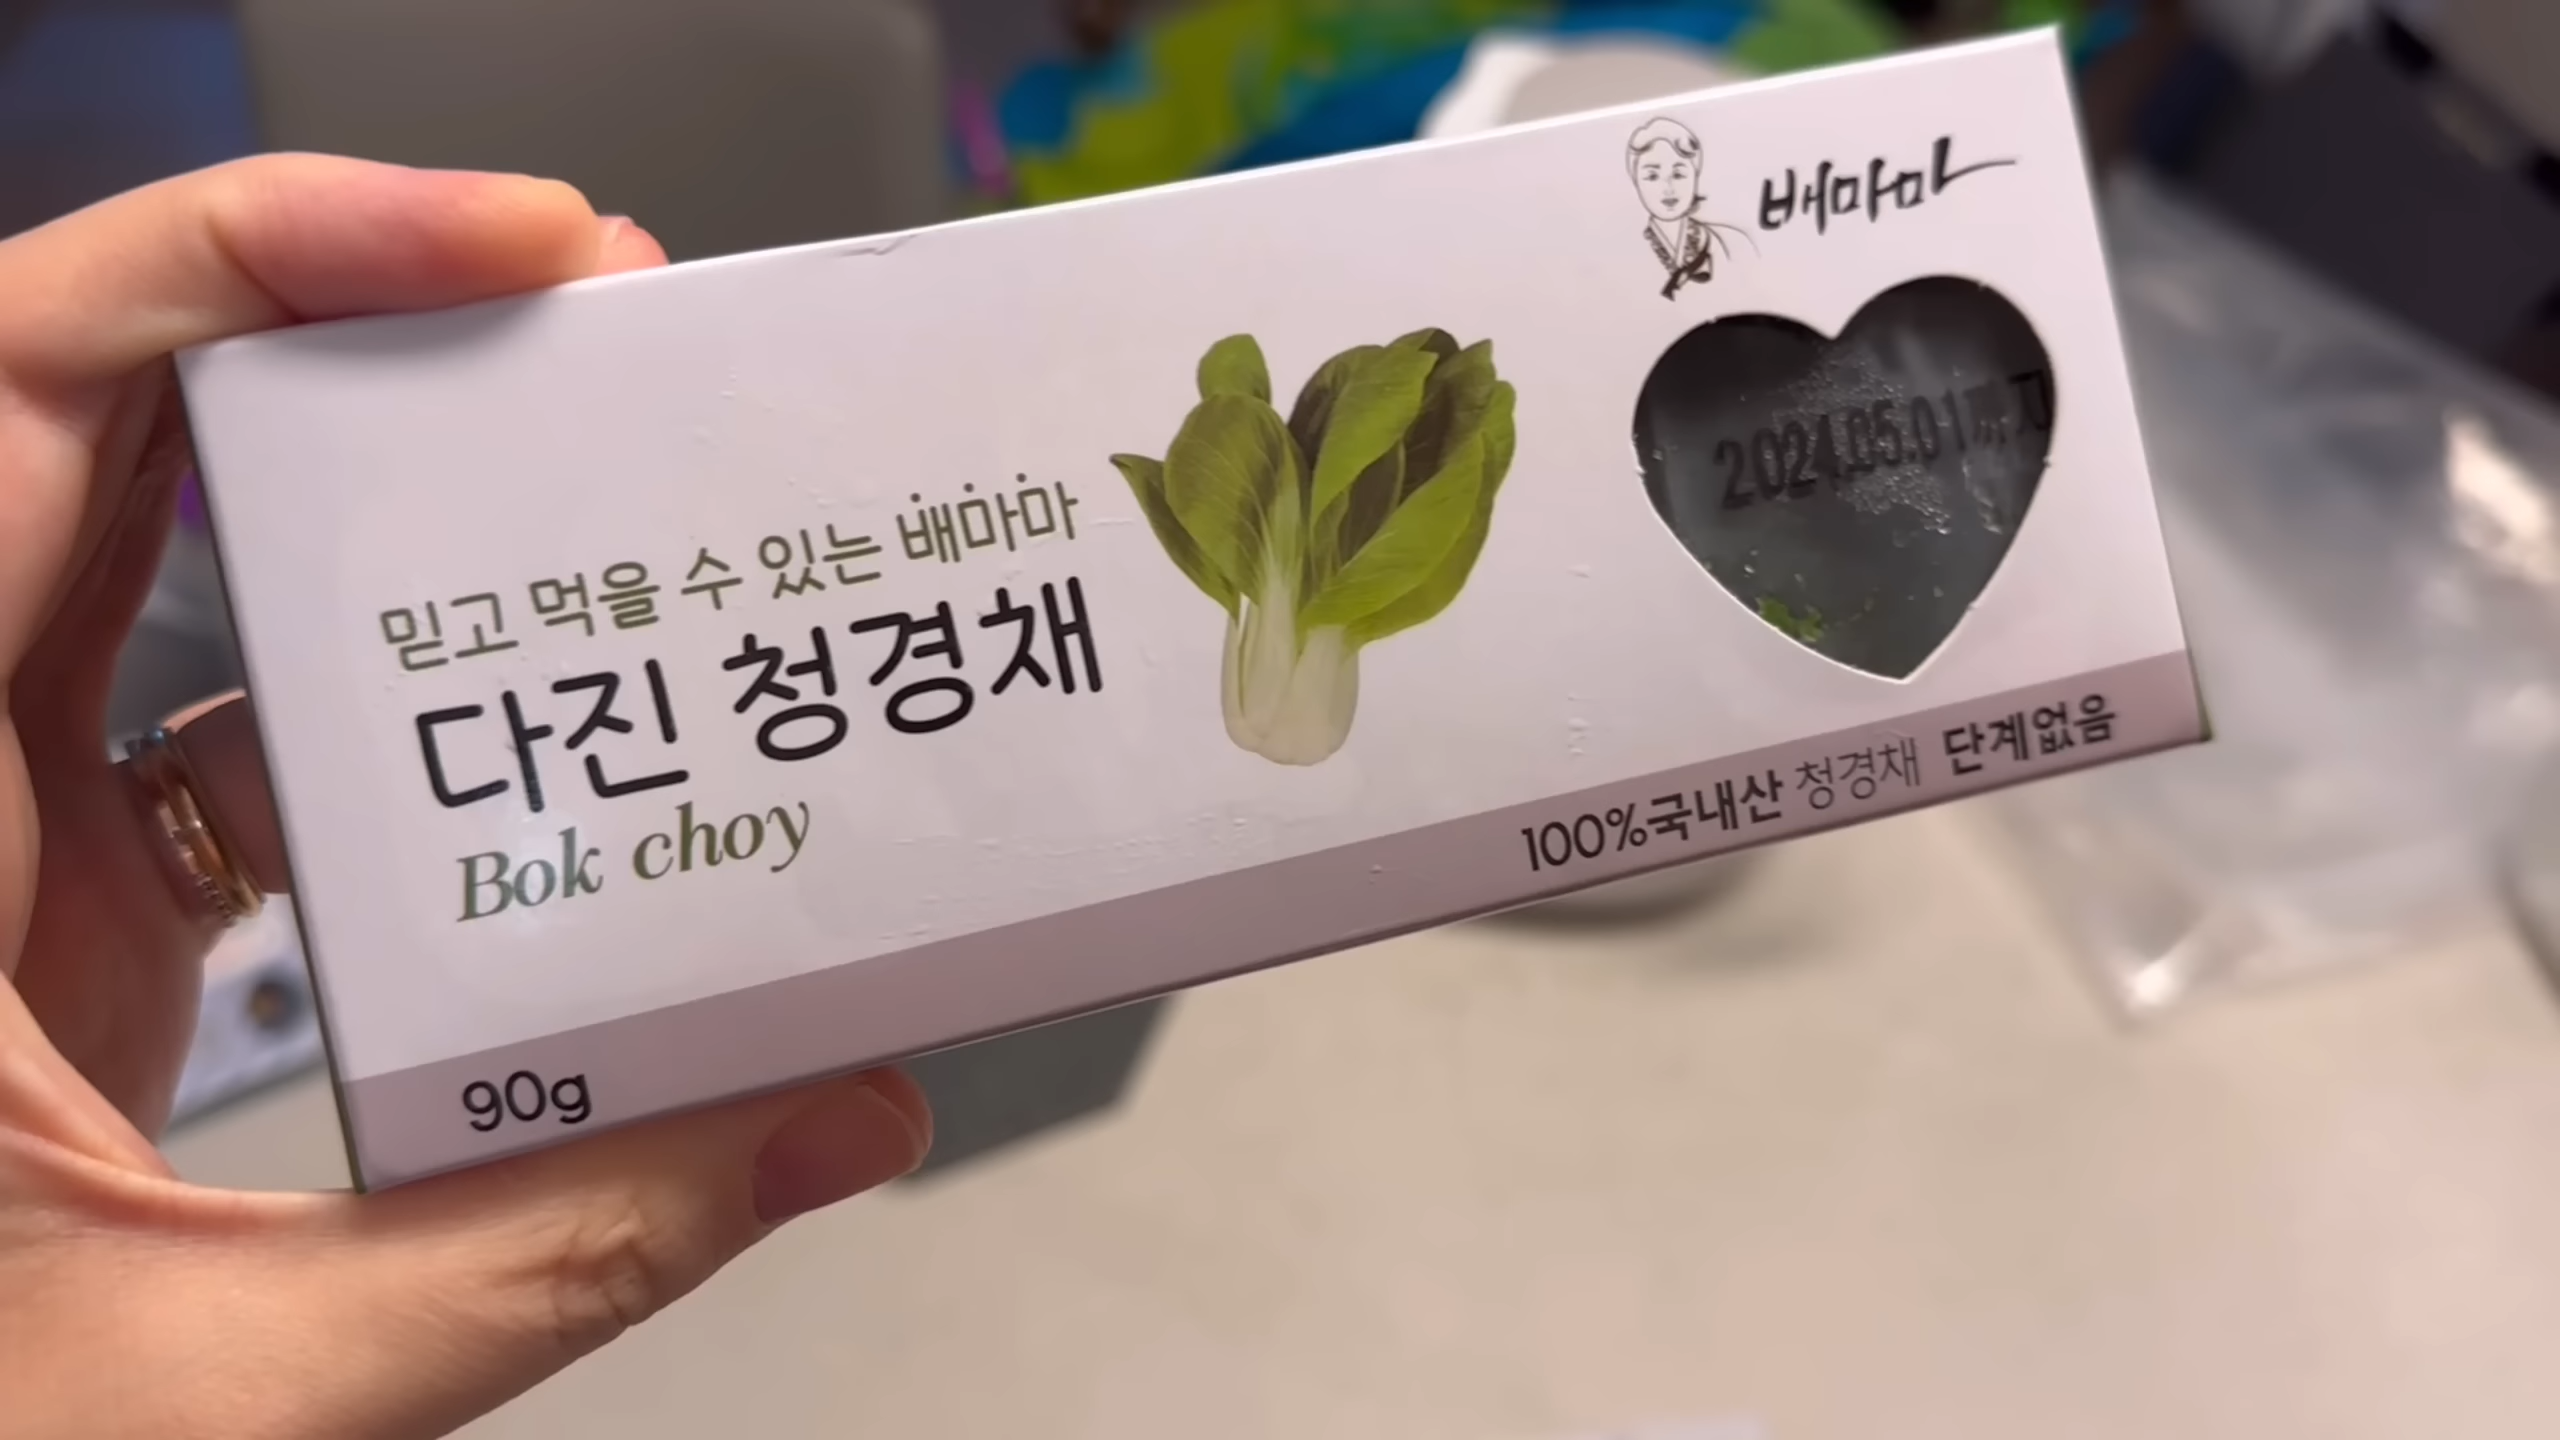 배마마
2024.05.01까지
믿고 먹을 수 있는 배마마
다진 청경채
Bok choy
100%국내산 청경채 단계없음
90g